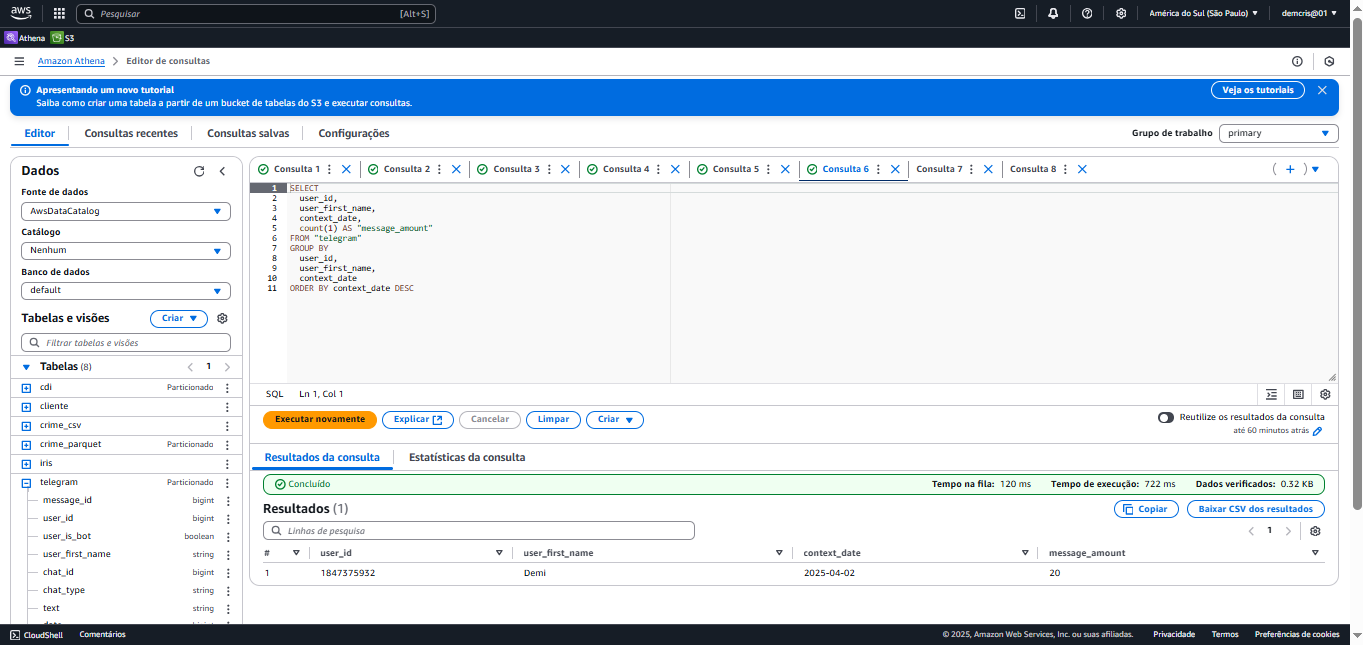 aws Pesquisar [Alt+S] América do Sul (São Paulo) demcris@01
Athena S3
Amazon Athena Editor de consultas
Apresentando um novo tutorial
Saiba como criar uma tabela a partir de um bucket de tabelas do S3 e executar consultas.
Veja os tutoriais
Editor Consultas recentes Consultas salvas Configurações
Grupo de trabalho primary
Dados
Fonte de dados
AwsDataCatalog
Catálogo
Nenhum
Banco de dados
default
Tabelas e visões Criar
Filtrar tabelas e visões
Tabelas (8) 1
cdi Particionado
cliente
crime_csv
crime_parquet Particionado
iris
telegram Particionado
message_id bigint
user_id bigint
user_is_bot boolean
user_first_name string
chat_id bigint
chat_type string
text string
Consulta 1 Consulta 2 Consulta 3 Consulta 4 Consulta 5 Consulta 6 Consulta 7 Consulta 8
1 SELECT
2 user_id,
3 user_first_name,
4 context_date,
5 count(1) AS "message_amount"
6 FROM "telegram"
7 GROUP BY
8 user_id,
9 user_first_name,
10 context_date
11 ORDER BY context_date DESC
SQL Ln 1, Col 1
Executar novamente Explicar Cancelar Limpar Criar
Reutilize os resultados da consulta
até 60 minutos atrás
Resultados da consulta Estatísticas da consulta
Concluído Tempo na fila: 120 ms Tempo de execução: 722 ms Dados verificados: 0.32 KB
Resultados (1) Copiar Baixar CSV dos resultados
Linhas de pesquisa 1
# user_id user_first_name context_date message_amount
1 1847375932 Demi 2025-04-02 20
CloudShell Comentários © 2025, Amazon Web Services, Inc. ou suas afiliadas. Privacidade Termos Preferências de cookies